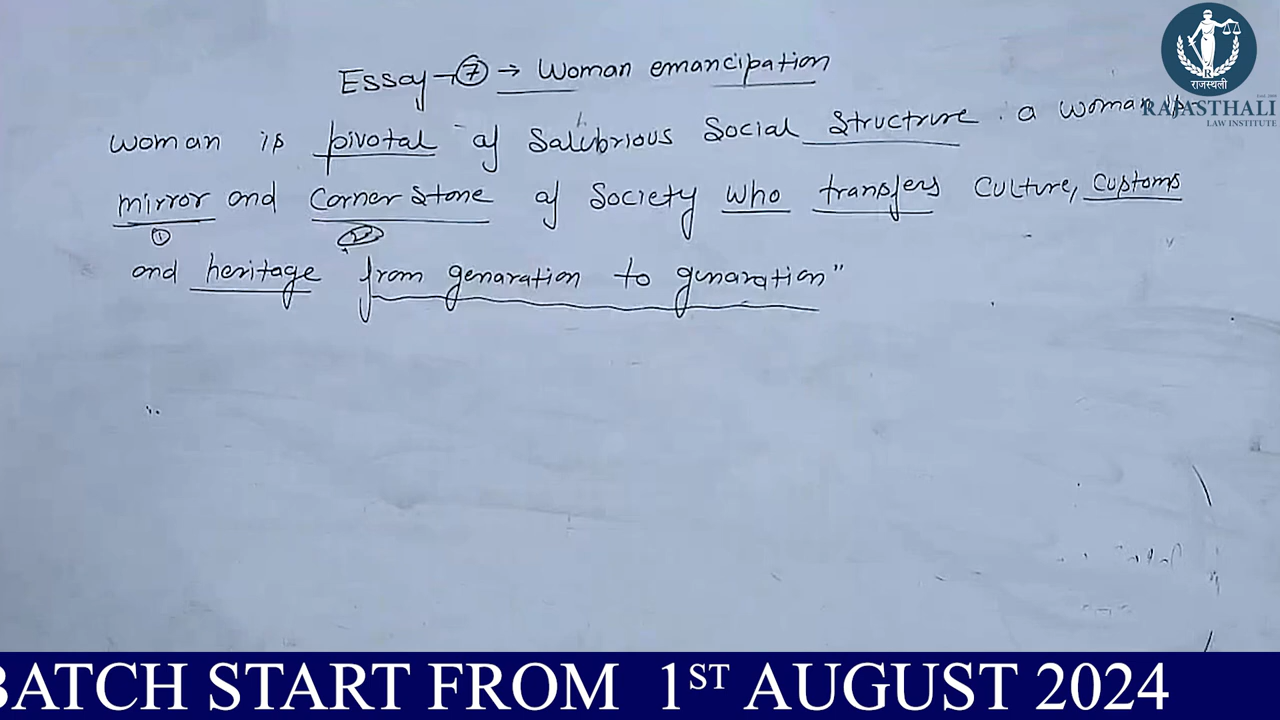 Essay - 7 → Woman emancipation
woman is pivotal of Salubrious Social Structure. a woman is
mirror and Corner Stone of Society who transfers Culture, Customs
1 2
and heritage from genaration to genaration"
राजस्थली
RAJASTHALI
LAW INSTITUTE
BATCH START FROM 1ST AUGUST 2024